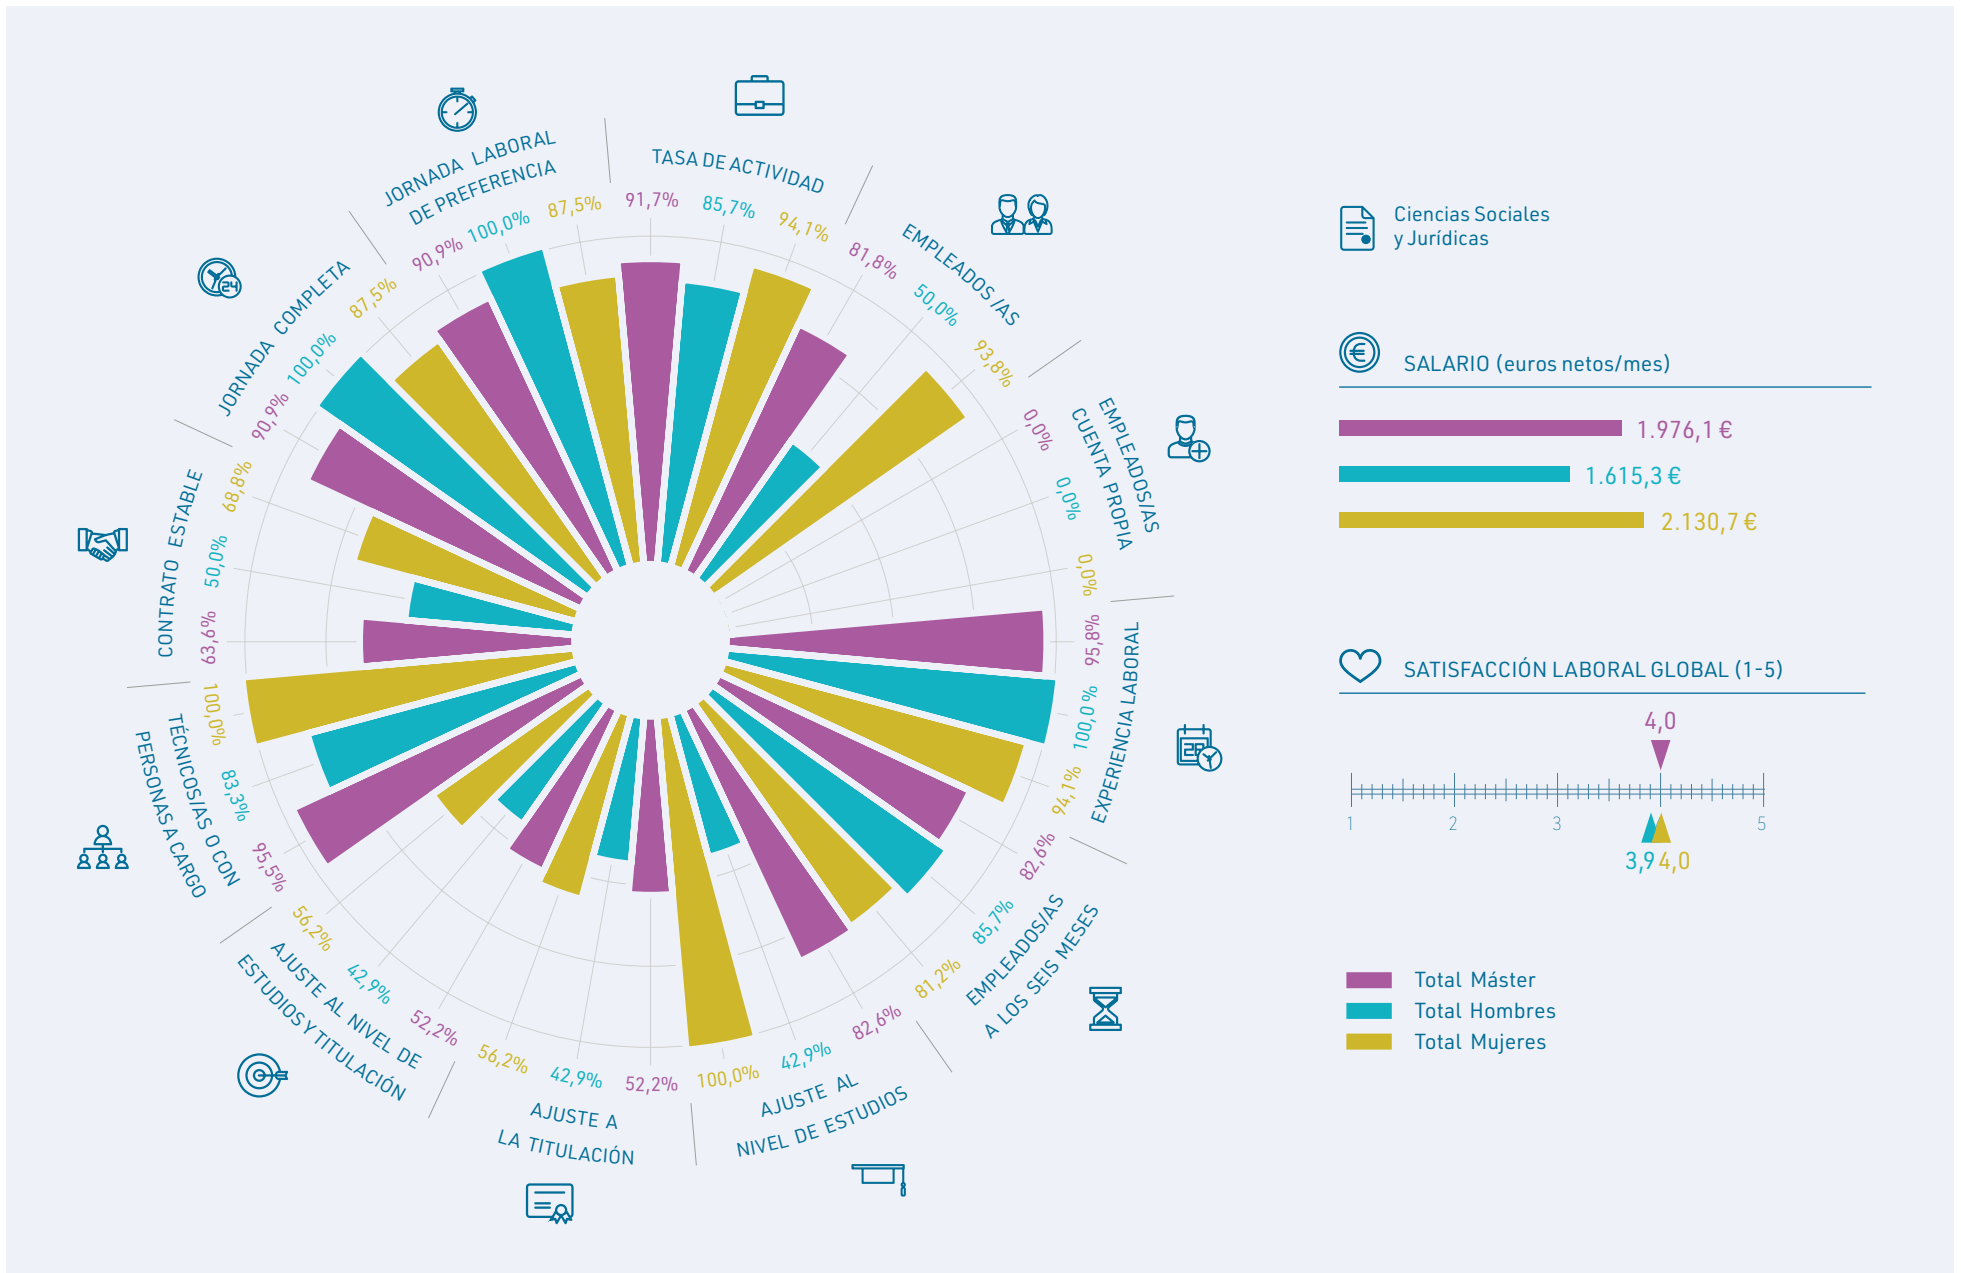 TASA DE ACTIVIDAD
91,7%
85,7%
94,1%
EMPLEADOS /AS
81,8%
50,0%
93,8%
EMPLEADOS/AS
CUENTA PROPIA
0,0%
0,0%
0,0%
EXPERIENCIA LABORAL
95,8%
100,0%
94,1%
EMPLEADOS/AS
A LOS SEIS MESES
82,6%
85,7%
81,2%
AJUSTE AL
NIVEL DE ESTUDIOS
82,6%
42,9%
100,0%
AJUSTE A
LA TITULACIÓN
52,2%
42,9%
56,2%
AJUSTE AL NIVEL DE
ESTUDIOS Y TITULACIÓN
52,2%
42,9%
56,2%
TÉCNICOS/AS O CON
PERSONAS A CARGO
95,5%
83,3%
100,0%
CONTRATO ESTABLE
63,6%
50,0%
68,8%
JORNADA COMPLETA
90,9%
100,0%
87,5%
JORNADA LABORAL
DE PREFERENCIA
90,9%
100,0%
87,5%
24
Ciencias Sociales
y Jurídicas
SALARIO (euros netos/mes)
1.976,1 €
1.615,3 €
2.130,7 €
SATISFACCIÓN LABORAL GLOBAL (1-5)
4,0
1 2 3 5
3,9 4,0
Total Máster
Total Hombres
Total Mujeres